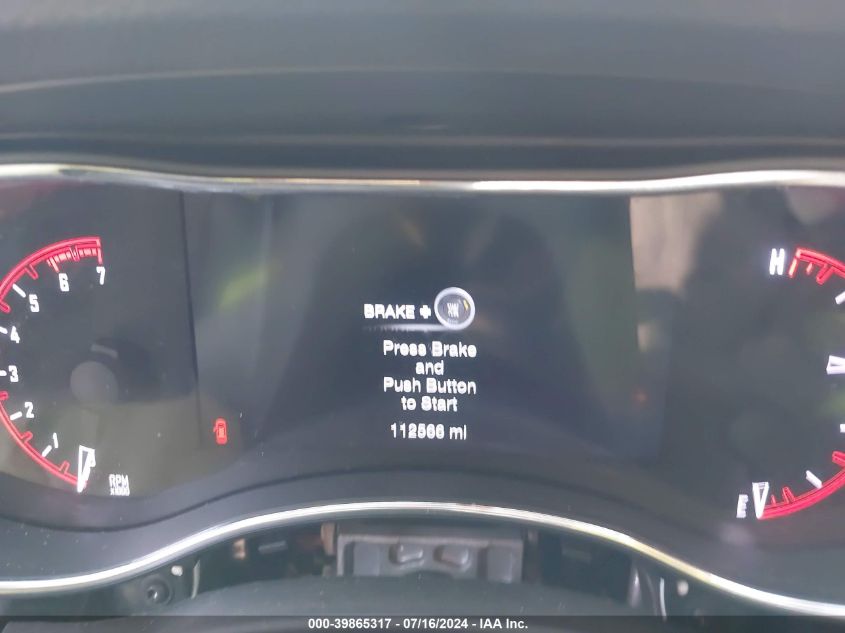 7
6
5
4
3
2
1
RPM
X1000
BRAKE +
Press Brake
and
Push Button
to Start
112566 mi
H
E
000-39865317 - 07/16/2024 - IAA Inc.